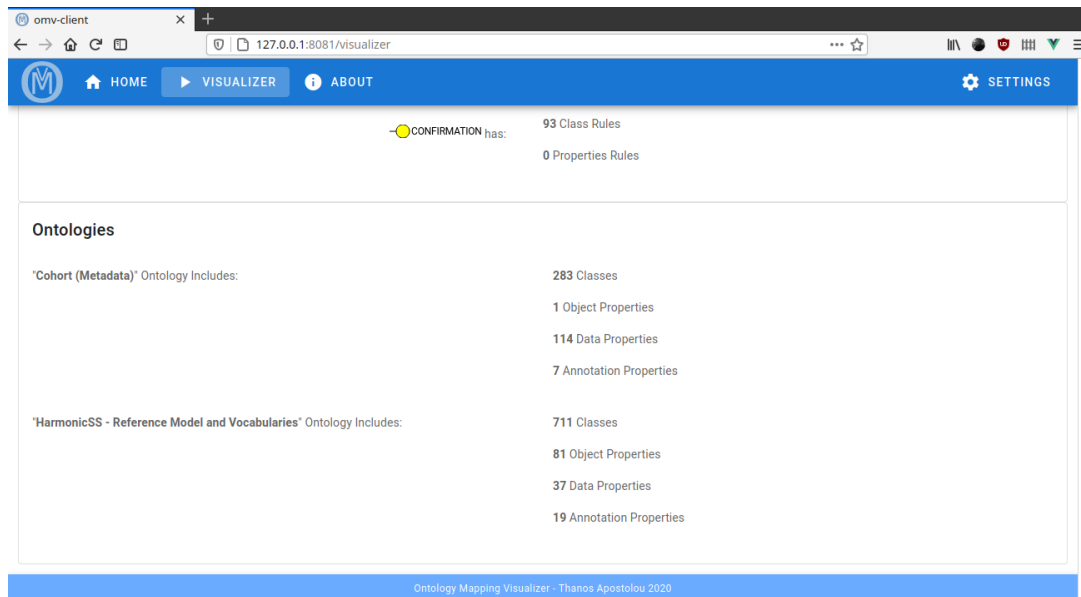 omv-client
127.0.0.1:8081/visualizer
HOME VISUALIZER ABOUT SETTINGS
CONFIRMATION has: 93 Class Rules
0 Properties Rules
Ontologies
"Cohort (Metadata)" Ontology Includes: 283 Classes
1 Object Properties
114 Data Properties
7 Annotation Properties
"HarmonicSS - Reference Model and Vocabularies" Ontology Includes: 711 Classes
81 Object Properties
37 Data Properties
19 Annotation Properties
Ontology Mapping Visualizer - Thanos Apostolou 2020